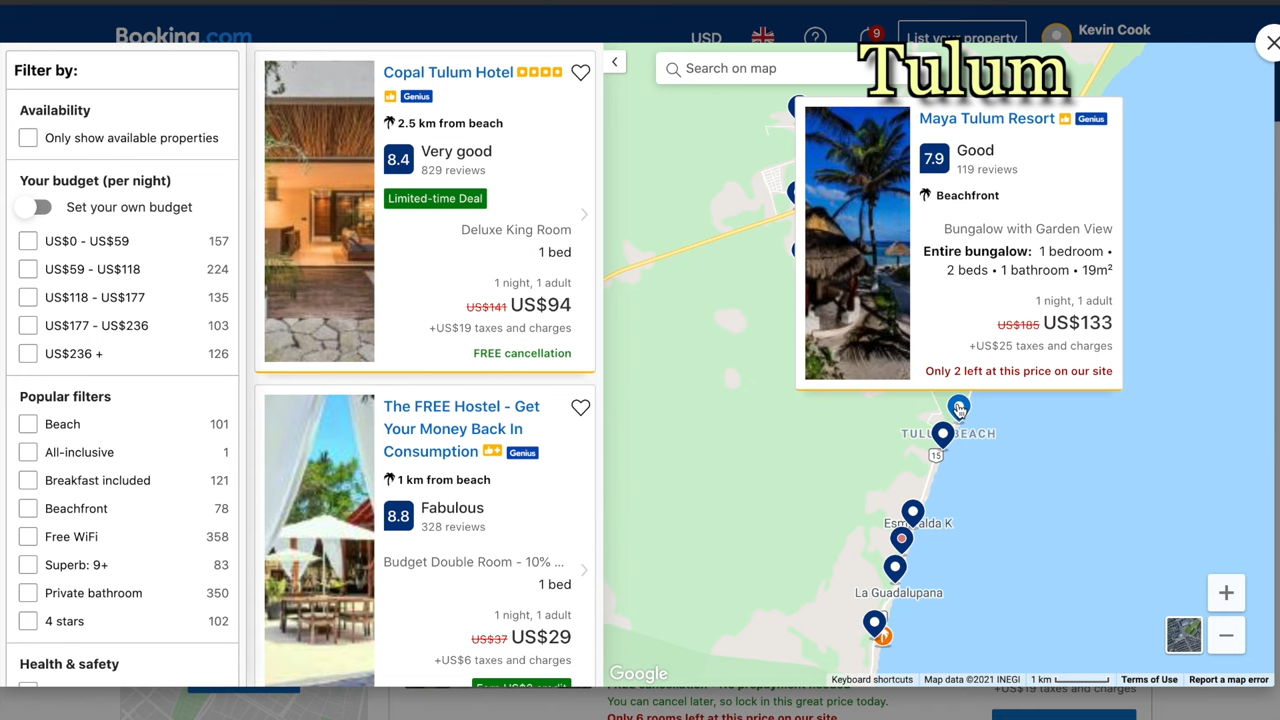 Booking.com
USD
9
List your property
Kevin Cook
Tulum
Filter by:
Availability
Only show available properties
Your budget (per night)
Set your own budget
US$0 - US$59 157
US$59 - US$118 224
US$118 - US$177 135
US$177 - US$236 103
US$236 + 126
Popular filters
Beach 101
All-inclusive 1
Breakfast included 121
Beachfront 78
Free WiFi 358
Superb: 9+ 83
Private bathroom 350
4 stars 102
Health & safety
Copal Tulum Hotel
Genius
2.5 km from beach
8.4 Very good
829 reviews
Limited-time Deal
Deluxe King Room
1 bed
1 night, 1 adult
US$141 US$94
+US$19 taxes and charges
FREE cancellation
The FREE Hostel - Get
Your Money Back In
Consumption Genius
1 km from beach
8.8 Fabulous
328 reviews
Budget Double Room - 10% ...
1 bed
1 night, 1 adult
US$37 US$29
+US$6 taxes and charges
Search on map
Maya Tulum Resort Genius
7.9 Good
119 reviews
Beachfront
Bungalow with Garden View
Entire bungalow: 1 bedroom •
2 beds • 1 bathroom • 19m²
1 night, 1 adult
US$185 US$133
+US$25 taxes and charges
Only 2 left at this price on our site
15
La Guadalupana
Google
Keyboard shortcuts Map data ©2021 INEGI 1 km Terms of Use Report a map error
You can cancel later, so lock in this great price today.
Only 6 rooms left at this price on our site